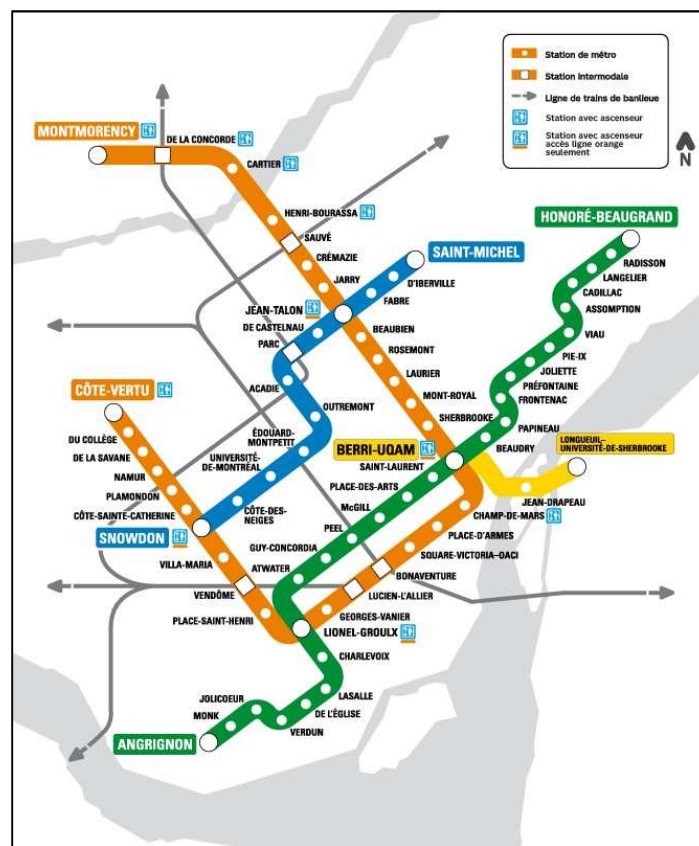 Station de métro
Station intermodale
Ligne de trains de banlieue
Station avec ascenseur
Station avec ascenseur
accès ligne orange
seulement
N
MONTMORENCY
DE LA CONCORDE
CARTIER
HENRI-BOURASSA
SAUVÉ
CRÉMAZIE
JARRY
SAINT-MICHEL
D'IBERVILLE
FABRE
JEAN-TALON
DE CASTELNAU
PARC
ACADIE
OUTREMONT
ÉDOUARD-
MONTPETIT
UNIVERSITÉ-
DE-MONTRÉAL
CÔTE-DES-
NEIGES
BEAUBIEN
ROSEMONT
LAURIER
MONT-ROYAL
SHERBROOKE
HONORÉ-BEAUGRAND
RADISSON
LANGELIER
CADILLAC
ASSOMPTION
VIAU
PIE-IX
JOLIETTE
PRÉFONTAINE
FRONTENAC
PAPINEAU
BEAUDRY
BERRI-UQAM
LONGUEUIL–
UNIVERSITÉ-DE-SHERBROOKE
JEAN-DRAPEAU
CÔTE-VERTU
DU COLLÈGE
DE LA SAVANE
NAMUR
PLAMONDON
CÔTE-SAINTE-CATHERINE
SNOWDON
VILLA-MARIA
VENDÔME
PLACE-SAINT-HENRI
SAINT-LAURENT
PLACE-DES-ARTS
McGILL
PEEL
GUY-CONCORDIA
ATWATER
CHAMP-DE-MARS
PLACE-D'ARMES
SQUARE-VICTORIA–OACI
BONAVENTURE
LUCIEN-L'ALLIER
GEORGES-VANIER
LIONEL-GROULX
CHARLEVOIX
LASALLE
DE L'ÉGLISE
VERDUN
JOLICOEUR
MONK
ANGRIGNON